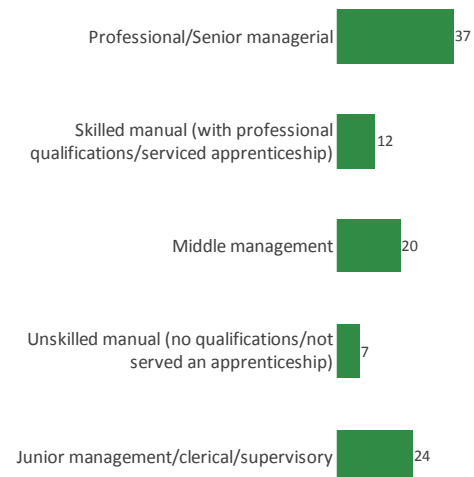 Professional/Senior managerial
37
Skilled manual (with professional
qualifications/serviced apprenticeship)
12
Middle management
20
Unskilled manual (no qualifications/not
served an apprenticeship)
7
Junior management/clerical/supervisory
24